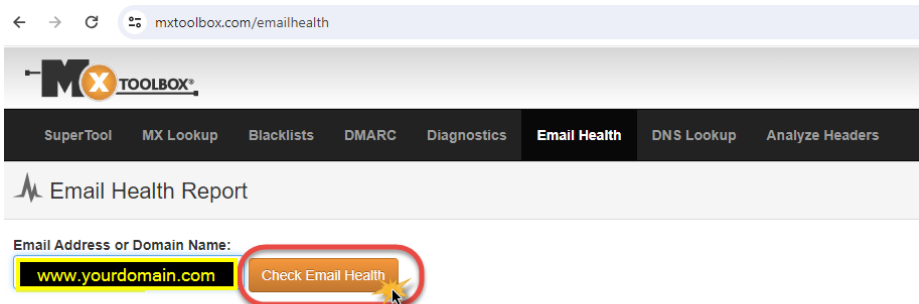 mxtoolbox.com/emailhealth
MX TOOLBOX®
SuperTool MX Lookup Blacklists DMARC Diagnostics Email Health DNS Lookup Analyze Headers
Email Health Report
Email Address or Domain Name:
www.yourdomain.com Check Email Health